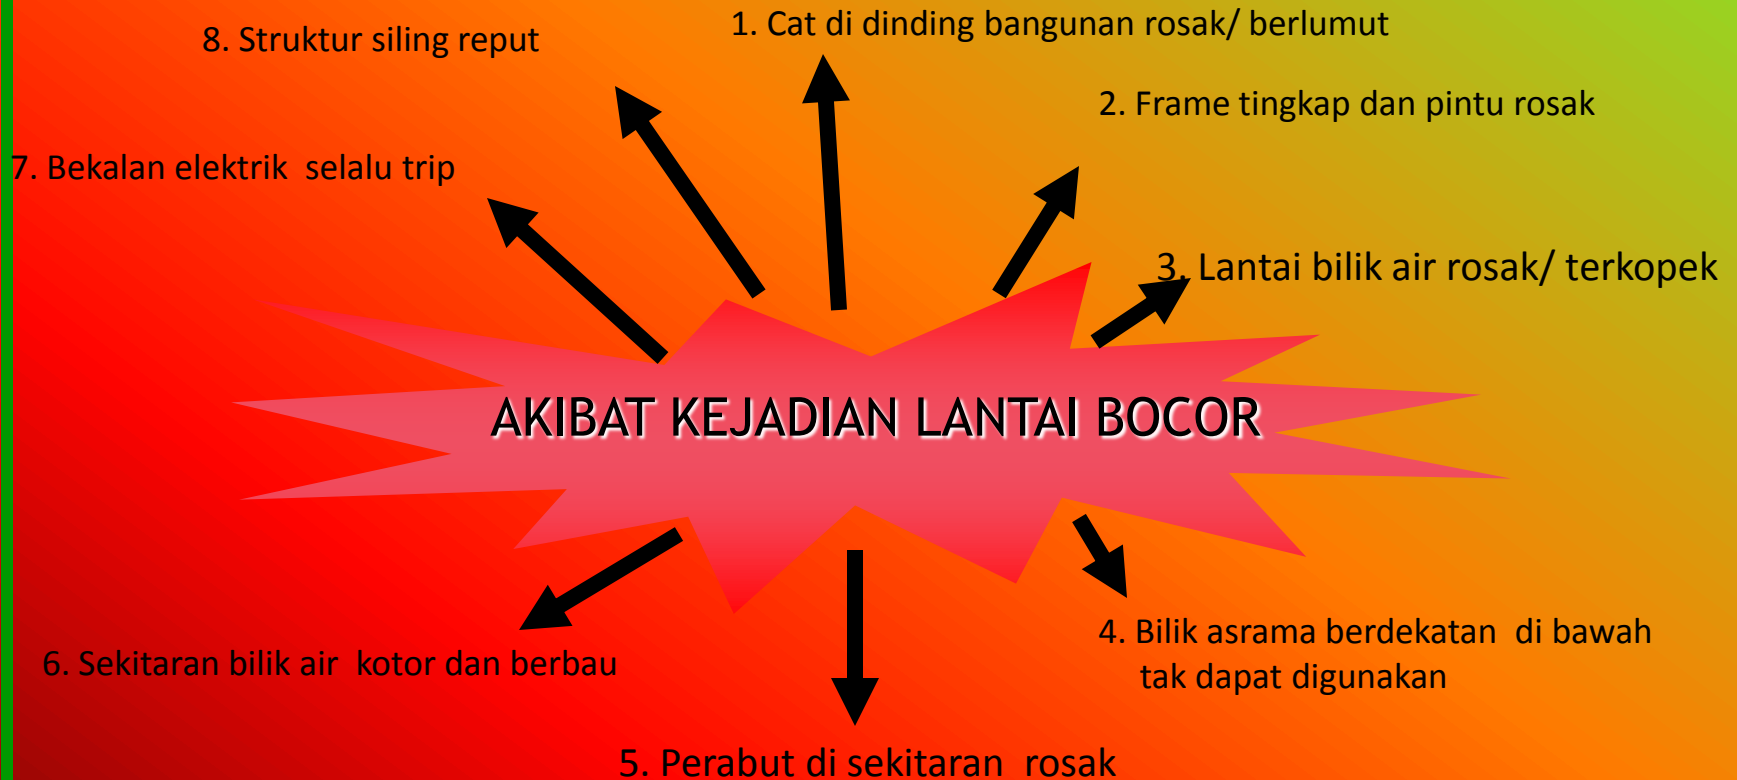 8. Struktur siling reput
1. Cat di dinding bangunan rosak/ berlumut
2. Frame tingkap dan pintu rosak
7. Bekalan elektrik selalu trip
3. Lantai bilik air rosak/ terkopek
AKIBAT KEJADIAN LANTAI BOCOR
4. Bilik asrama berdekatan di bawah
tak dapat digunakan
6. Sekitaran bilik air kotor dan berbau
5. Perabut di sekitaran rosak